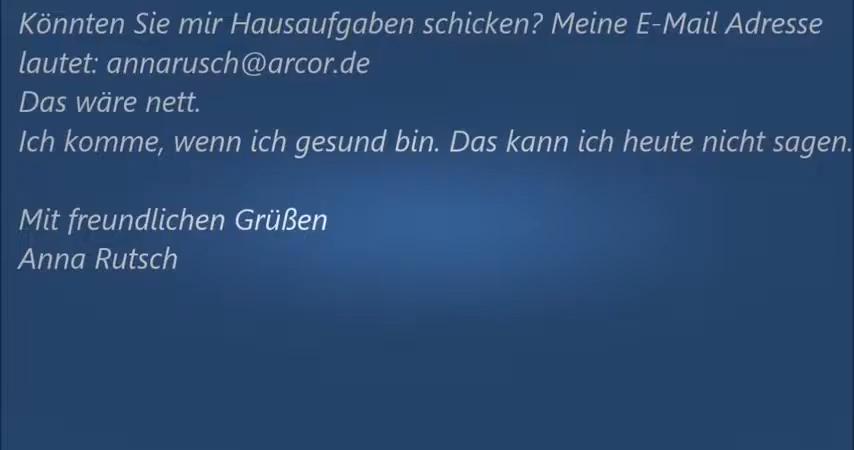 Könnten Sie mir Hausaufgaben schicken? Meine E-Mail Adresse
lautet: annarusch@arcor.de
Das wäre nett.
Ich komme, wenn ich gesund bin. Das kann ich heute nicht sagen.
Mit freundlichen Grüßen
Anna Rutsch